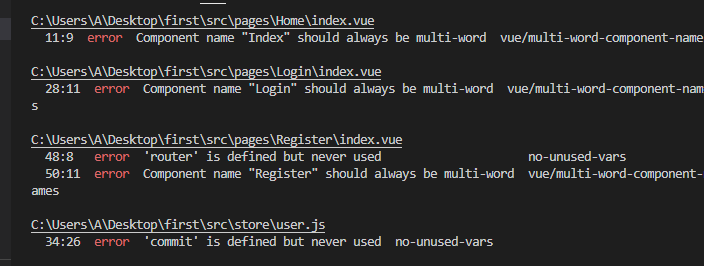 C:\Users\A\Desktop\first\src\pages\Home\index.vue
11:9 error Component name "Index" should always be multi-word vue/multi-word-component-name
C:\Users\A\Desktop\first\src\pages\Login\index.vue
28:11 error Component name "Login" should always be multi-word vue/multi-word-component-nam
s
C:\Users\A\Desktop\first\src\pages\Register\index.vue
48:8 error 'router' is defined but never used no-unused-vars
50:11 error Component name "Register" should always be multi-word vue/multi-word-component-
ames
C:\Users\A\Desktop\first\src\store\user.js
34:26 error 'commit' is defined but never used no-unused-vars